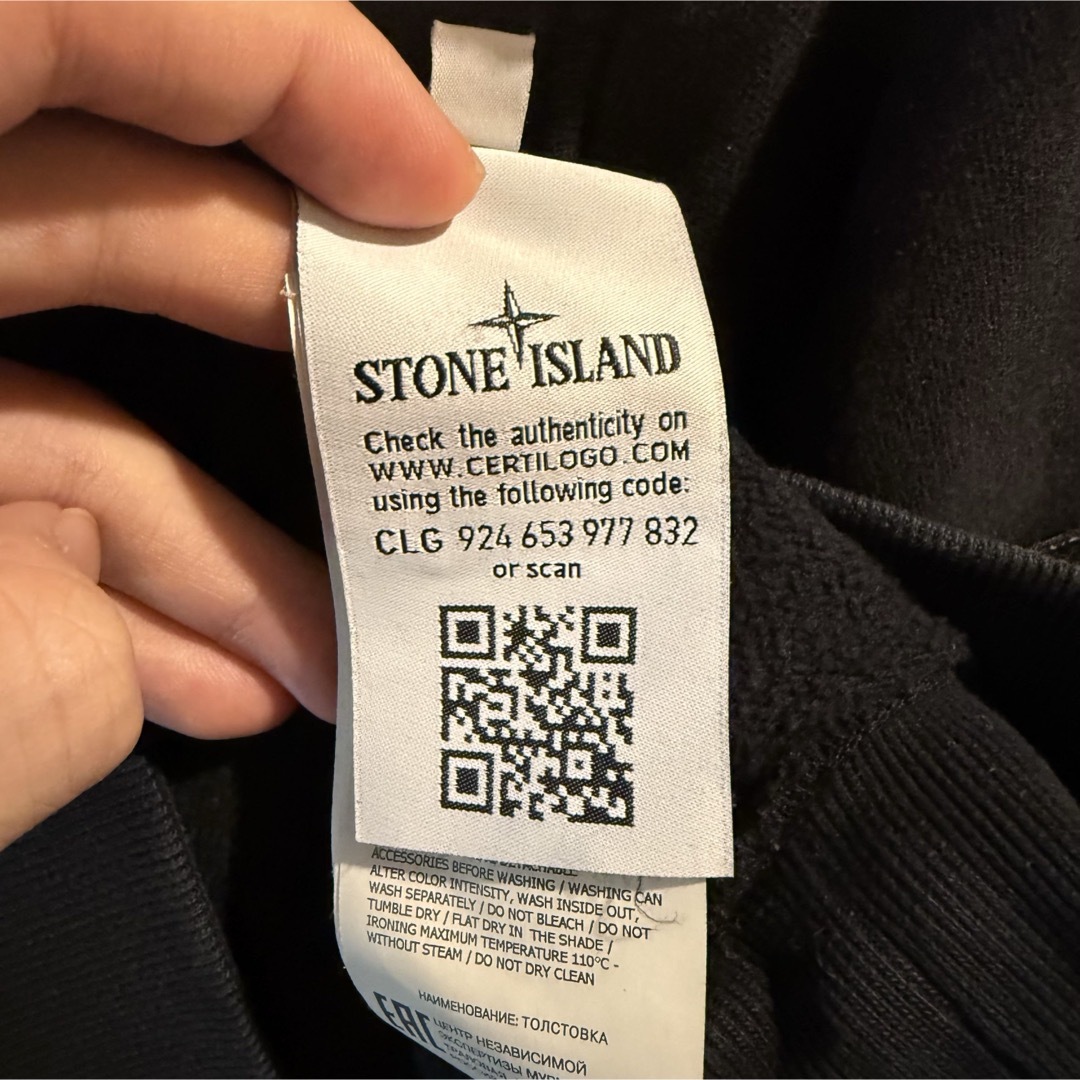 STONE ISLAND
Check the authenticity on
WWW.CERTILOGO.COM
using the following code:
CLG 924 653 977 832
or scan
ACCESSORIES BEFORE WASHING / WASHING CAN
ALTER COLOR INTENSITY, WASH INSIDE OUT,
WASH SEPARATELY / DO NOT BLEACH / DO NOT
TUMBLE DRY / FLAT DRY IN THE SHADE /
IRONING MAXIMUM TEMPERATURE 110°C -
WITHOUT STEAM / DO NOT DRY CLEAN
НАИМЕНОВАНИЕ: ТОЛСТОВКА
EAC
ЦЕНТР НЕЗАВИСИМОЙ
ЭКСПЕРТИЗЫ